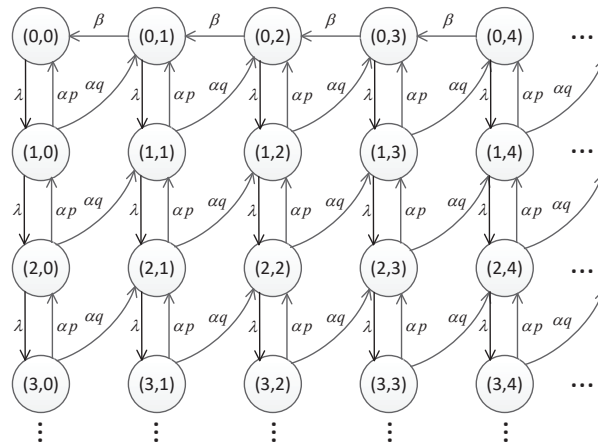 β β β β
(0,0) (0,1) (0,2) (0,3) (0,4) ...
λ αp αq λ αp αq λ αp αq λ αp αq λ αp αq
(1,0) (1,1) (1,2) (1,3) (1,4) ...
λ αp αq λ αp αq λ αp αq λ αp αq λ αp αq
(2,0) (2,1) (2,2) (2,3) (2,4) ...
λ αp αq λ αp αq λ αp αq λ αp αq λ αp αq
(3,0) (3,1) (3,2) (3,3) (3,4) ...
⋮ ⋮ ⋮ ⋮ ⋮